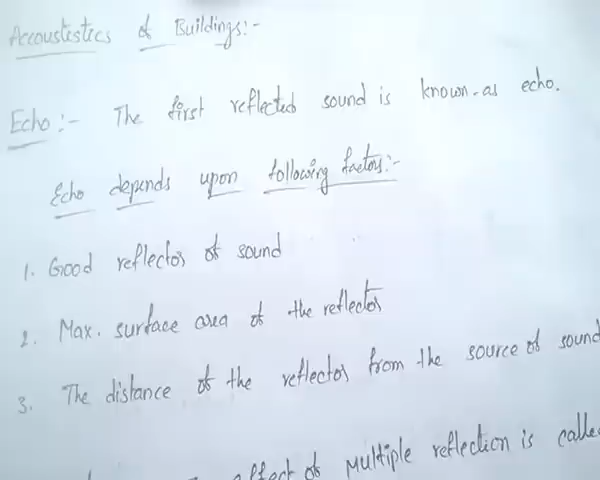 Accoustistics of Buildings:-
Echo:- The first reflected sound is known-as echo.
Echo depends upon following factors:-
1. Good reflector of sound
2. Max. surface area of the reflector
3. The distance of the reflector from the source of sound
effect of multiple reflection is called